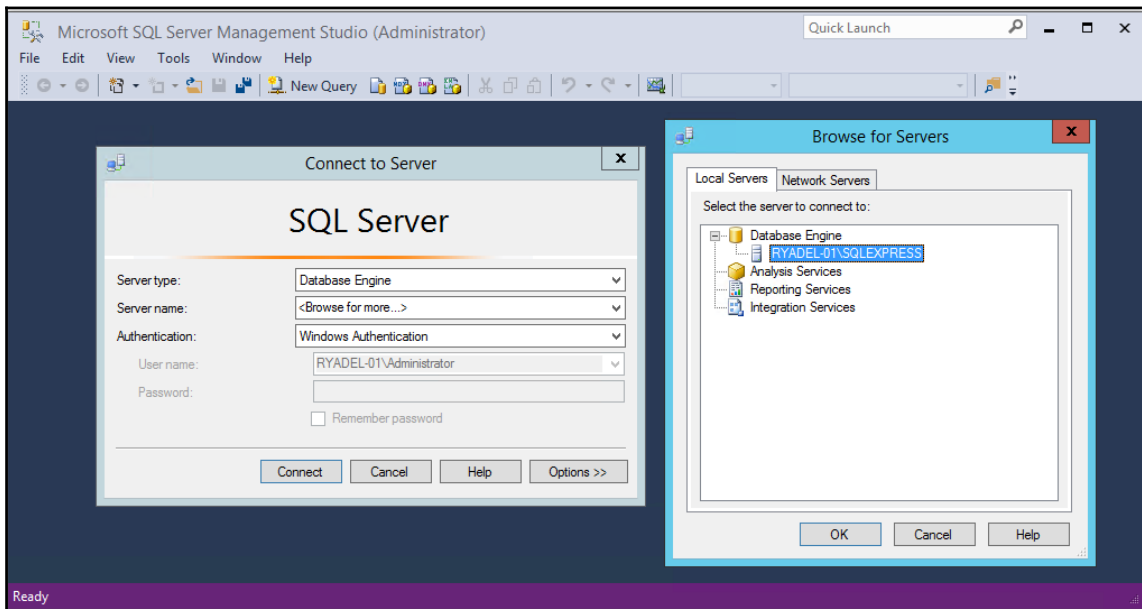 Microsoft SQL Server Management Studio (Administrator)
Quick Launch
File Edit View Tools Window Help
New Query
Connect to Server
SQL Server
Server type: Database Engine
Server name: <Browse for more...>
Authentication: Windows Authentication
User name: RYADEL-01\Administrator
Password:
Remember password
Connect Cancel Help Options >>
Browse for Servers
Local Servers Network Servers
Select the server to connect to:
Database Engine
RYADEL-01\SQLEXPRESS
Analysis Services
Reporting Services
Integration Services
OK Cancel Help
Ready